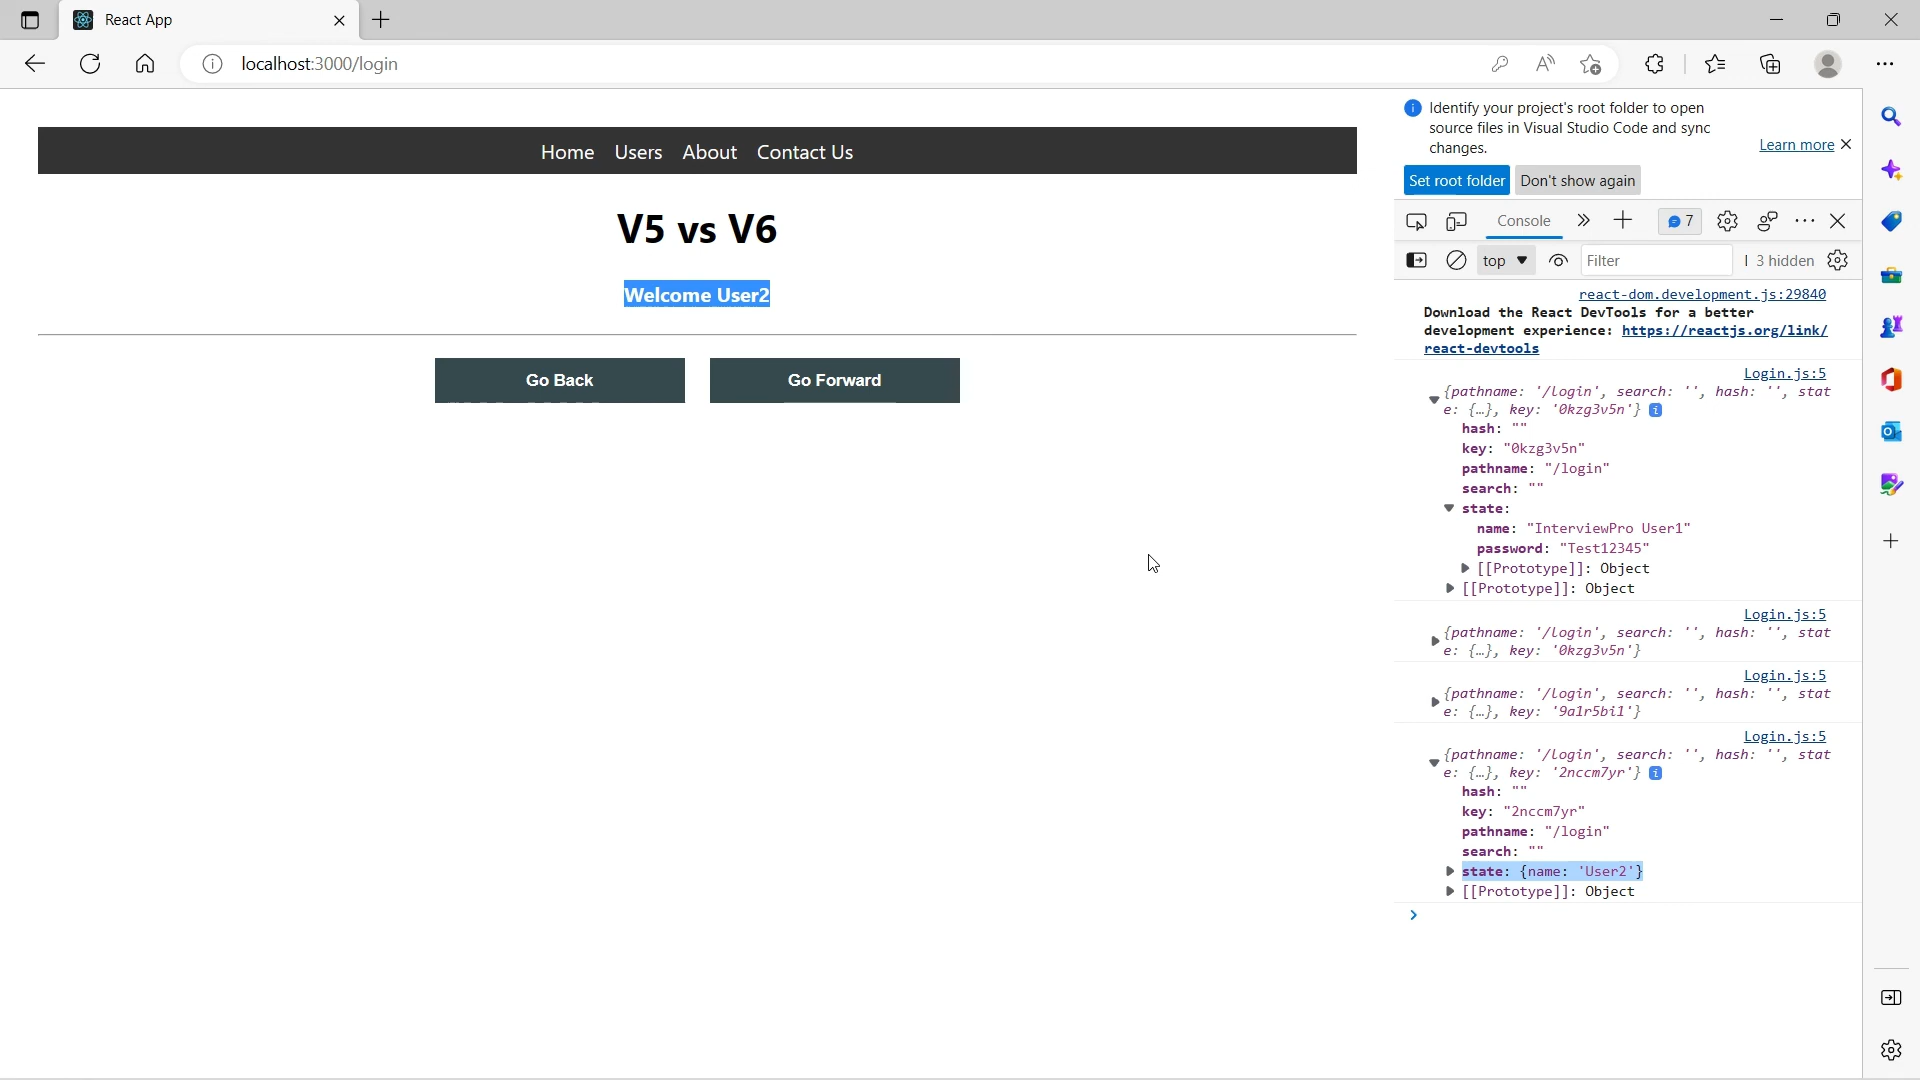 React App
localhost:3000/login
Home Users About Contact Us
V5 vs V6
Welcome User2
Go Back Go Forward
Identify your project's root folder to open
source files in Visual Studio Code and sync
changes.
Learn more
Set root folder Don't show again
Console 7
top Filter 3 hidden
react-dom.development.js:29840
Download the React DevTools for a better
development experience: https://reactjs.org/link/
react-devtools
Login.js:5
{pathname: '/login', search: '', hash: '', stat
e: {…}, key: '0kzg3v5n'}
hash: ""
key: "0kzg3v5n"
pathname: "/login"
search: ""
state:
name: "InterviewPro User1"
password: "Test12345"
[[Prototype]]: Object
[[Prototype]]: Object
Login.js:5
{pathname: '/login', search: '', hash: '', stat
e: {…}, key: '0kzg3v5n'}
Login.js:5
{pathname: '/login', search: '', hash: '', stat
e: {…}, key: '9a1r5bi1'}
Login.js:5
{pathname: '/login', search: '', hash: '', stat
e: {…}, key: '2nccm7yr'}
hash: ""
key: "2nccm7yr"
pathname: "/login"
search: ""
state: {name: 'User2'}
[[Prototype]]: Object